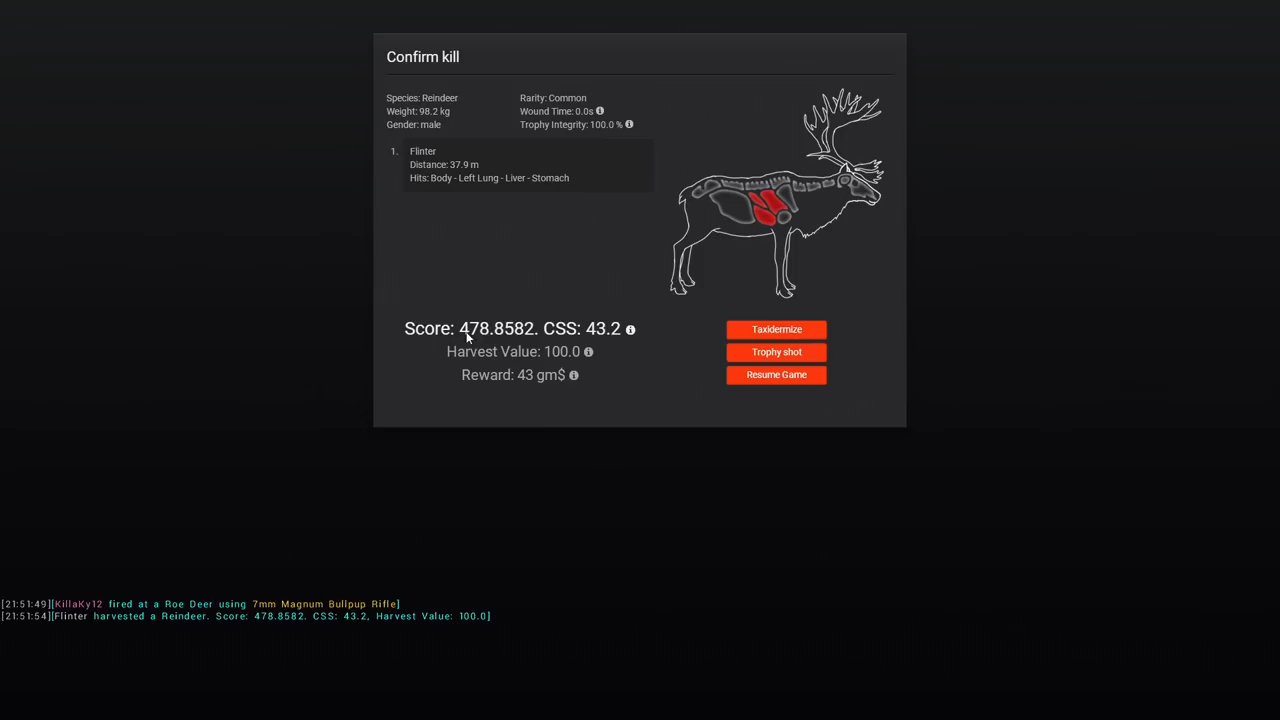 Confirm kill
Species: Reindeer
Rarity: Common
Weight: 98.2 kg
Wound Time: 0.0s
Gender: male
Trophy Integrity: 100.0 %
1. Flinter
Distance: 37.9 m
Hits: Body - Left Lung - Liver - Stomach
Score: 478.8582. CSS: 43.2
Taxidermize
Harvest Value: 100.0
Trophy shot
Reward: 43 gm$
Resume Game
[21:51:49][KillaKy12 fired at a Roe Deer using 7mm Magnum Bullpup Rifle]
[21:51:54][Flinter harvested a Reindeer. Score: 478.8582. CSS: 43.2, Harvest Value: 100.0]